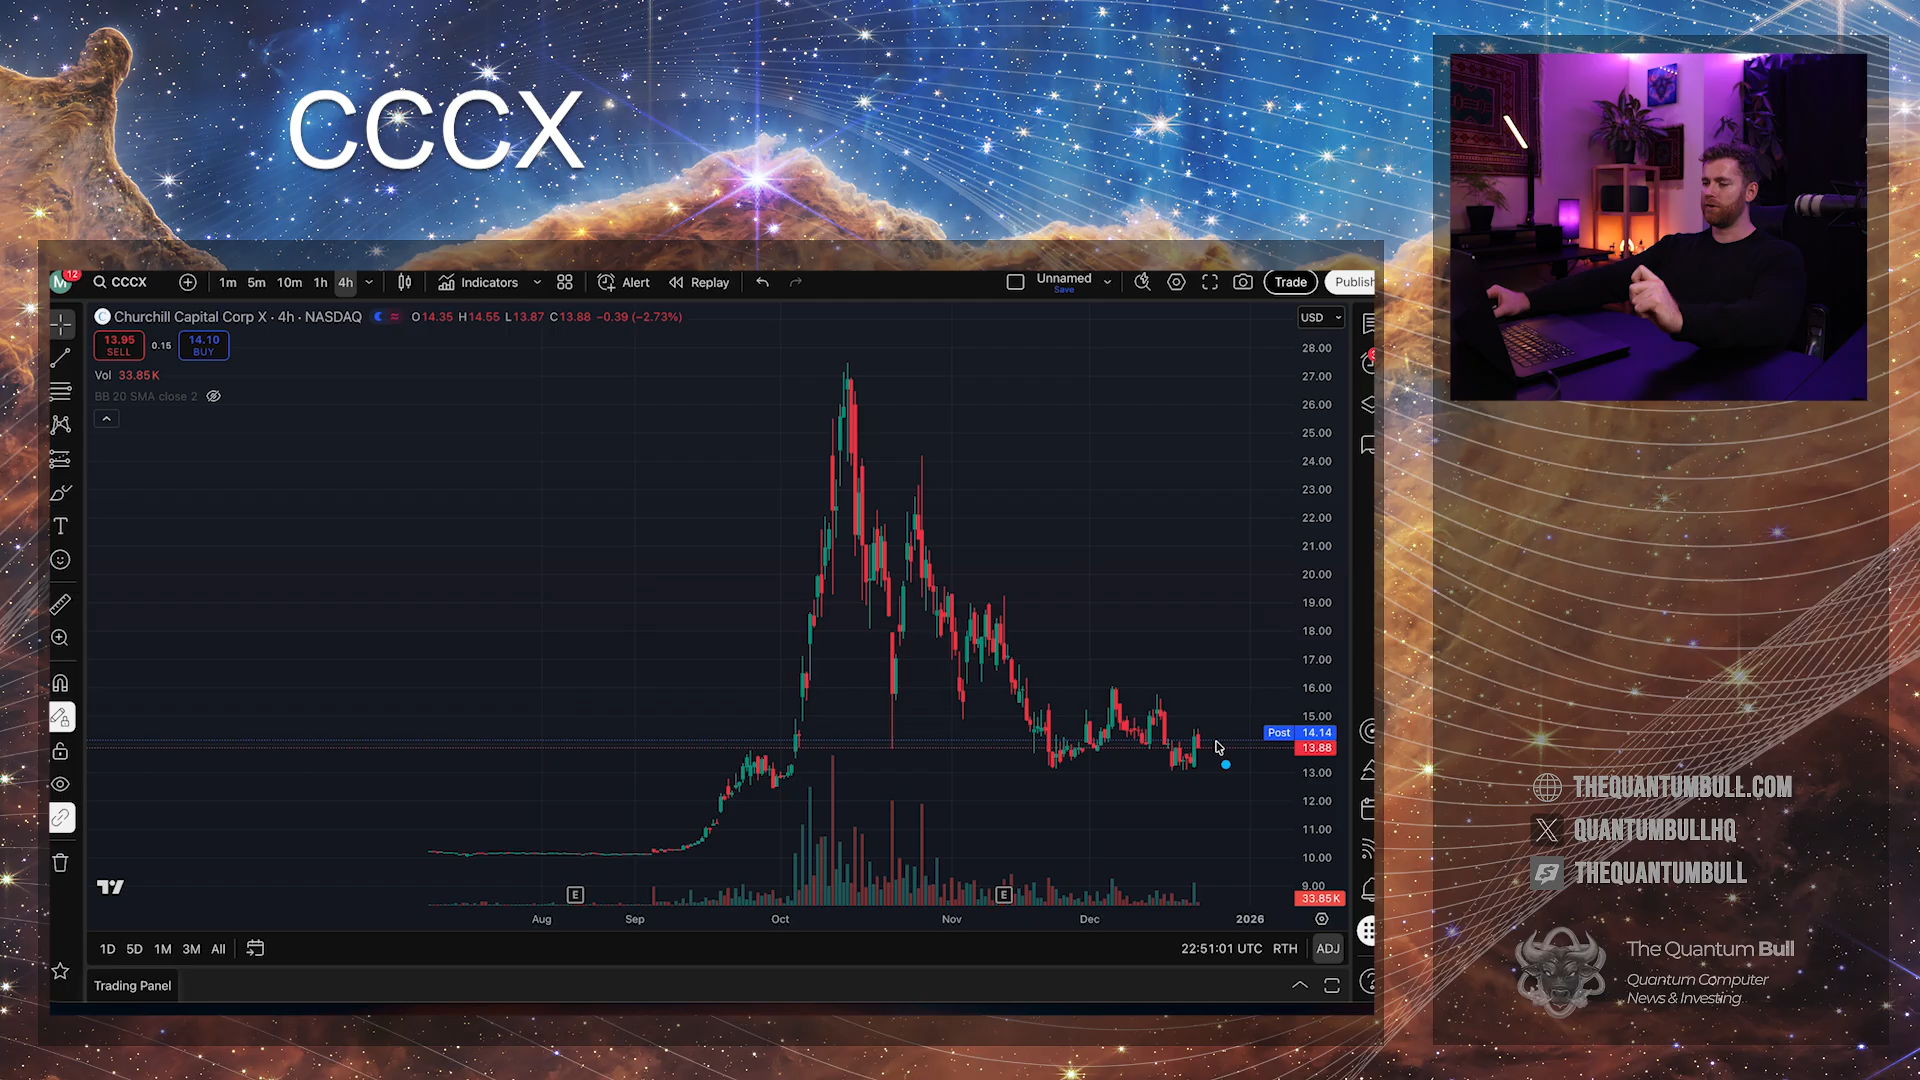 CCCX
M 12 CCCX 1m 5m 10m 1h 4h Indicators Alert Replay Unnamed Save Trade Publish
Churchill Capital Corp X · 4h · NASDAQ O14.35 H14.55 L13.87 C13.88 −0.39 (−2.73%) USD
13.95 SELL 0.15 14.10 BUY
Vol 33.85K
BB 20 SMA close 2
28.00
27.00
26.00
25.00
24.00
23.00
22.00
21.00
20.00
19.00
18.00
17.00
16.00
15.00
Post 14.14
13.88
13.00
12.00
11.00
10.00
9.00
33.85K
E E
Aug Sep Oct Nov Dec 2026
1D 5D 1M 3M All 22:51:01 UTC RTH ADJ
Trading Panel
THEQUANTUMBULL.COM
QUANTUMBULLHQ
THEQUANTUMBULL
The Quantum Bull
Quantum Computer
News & Investing